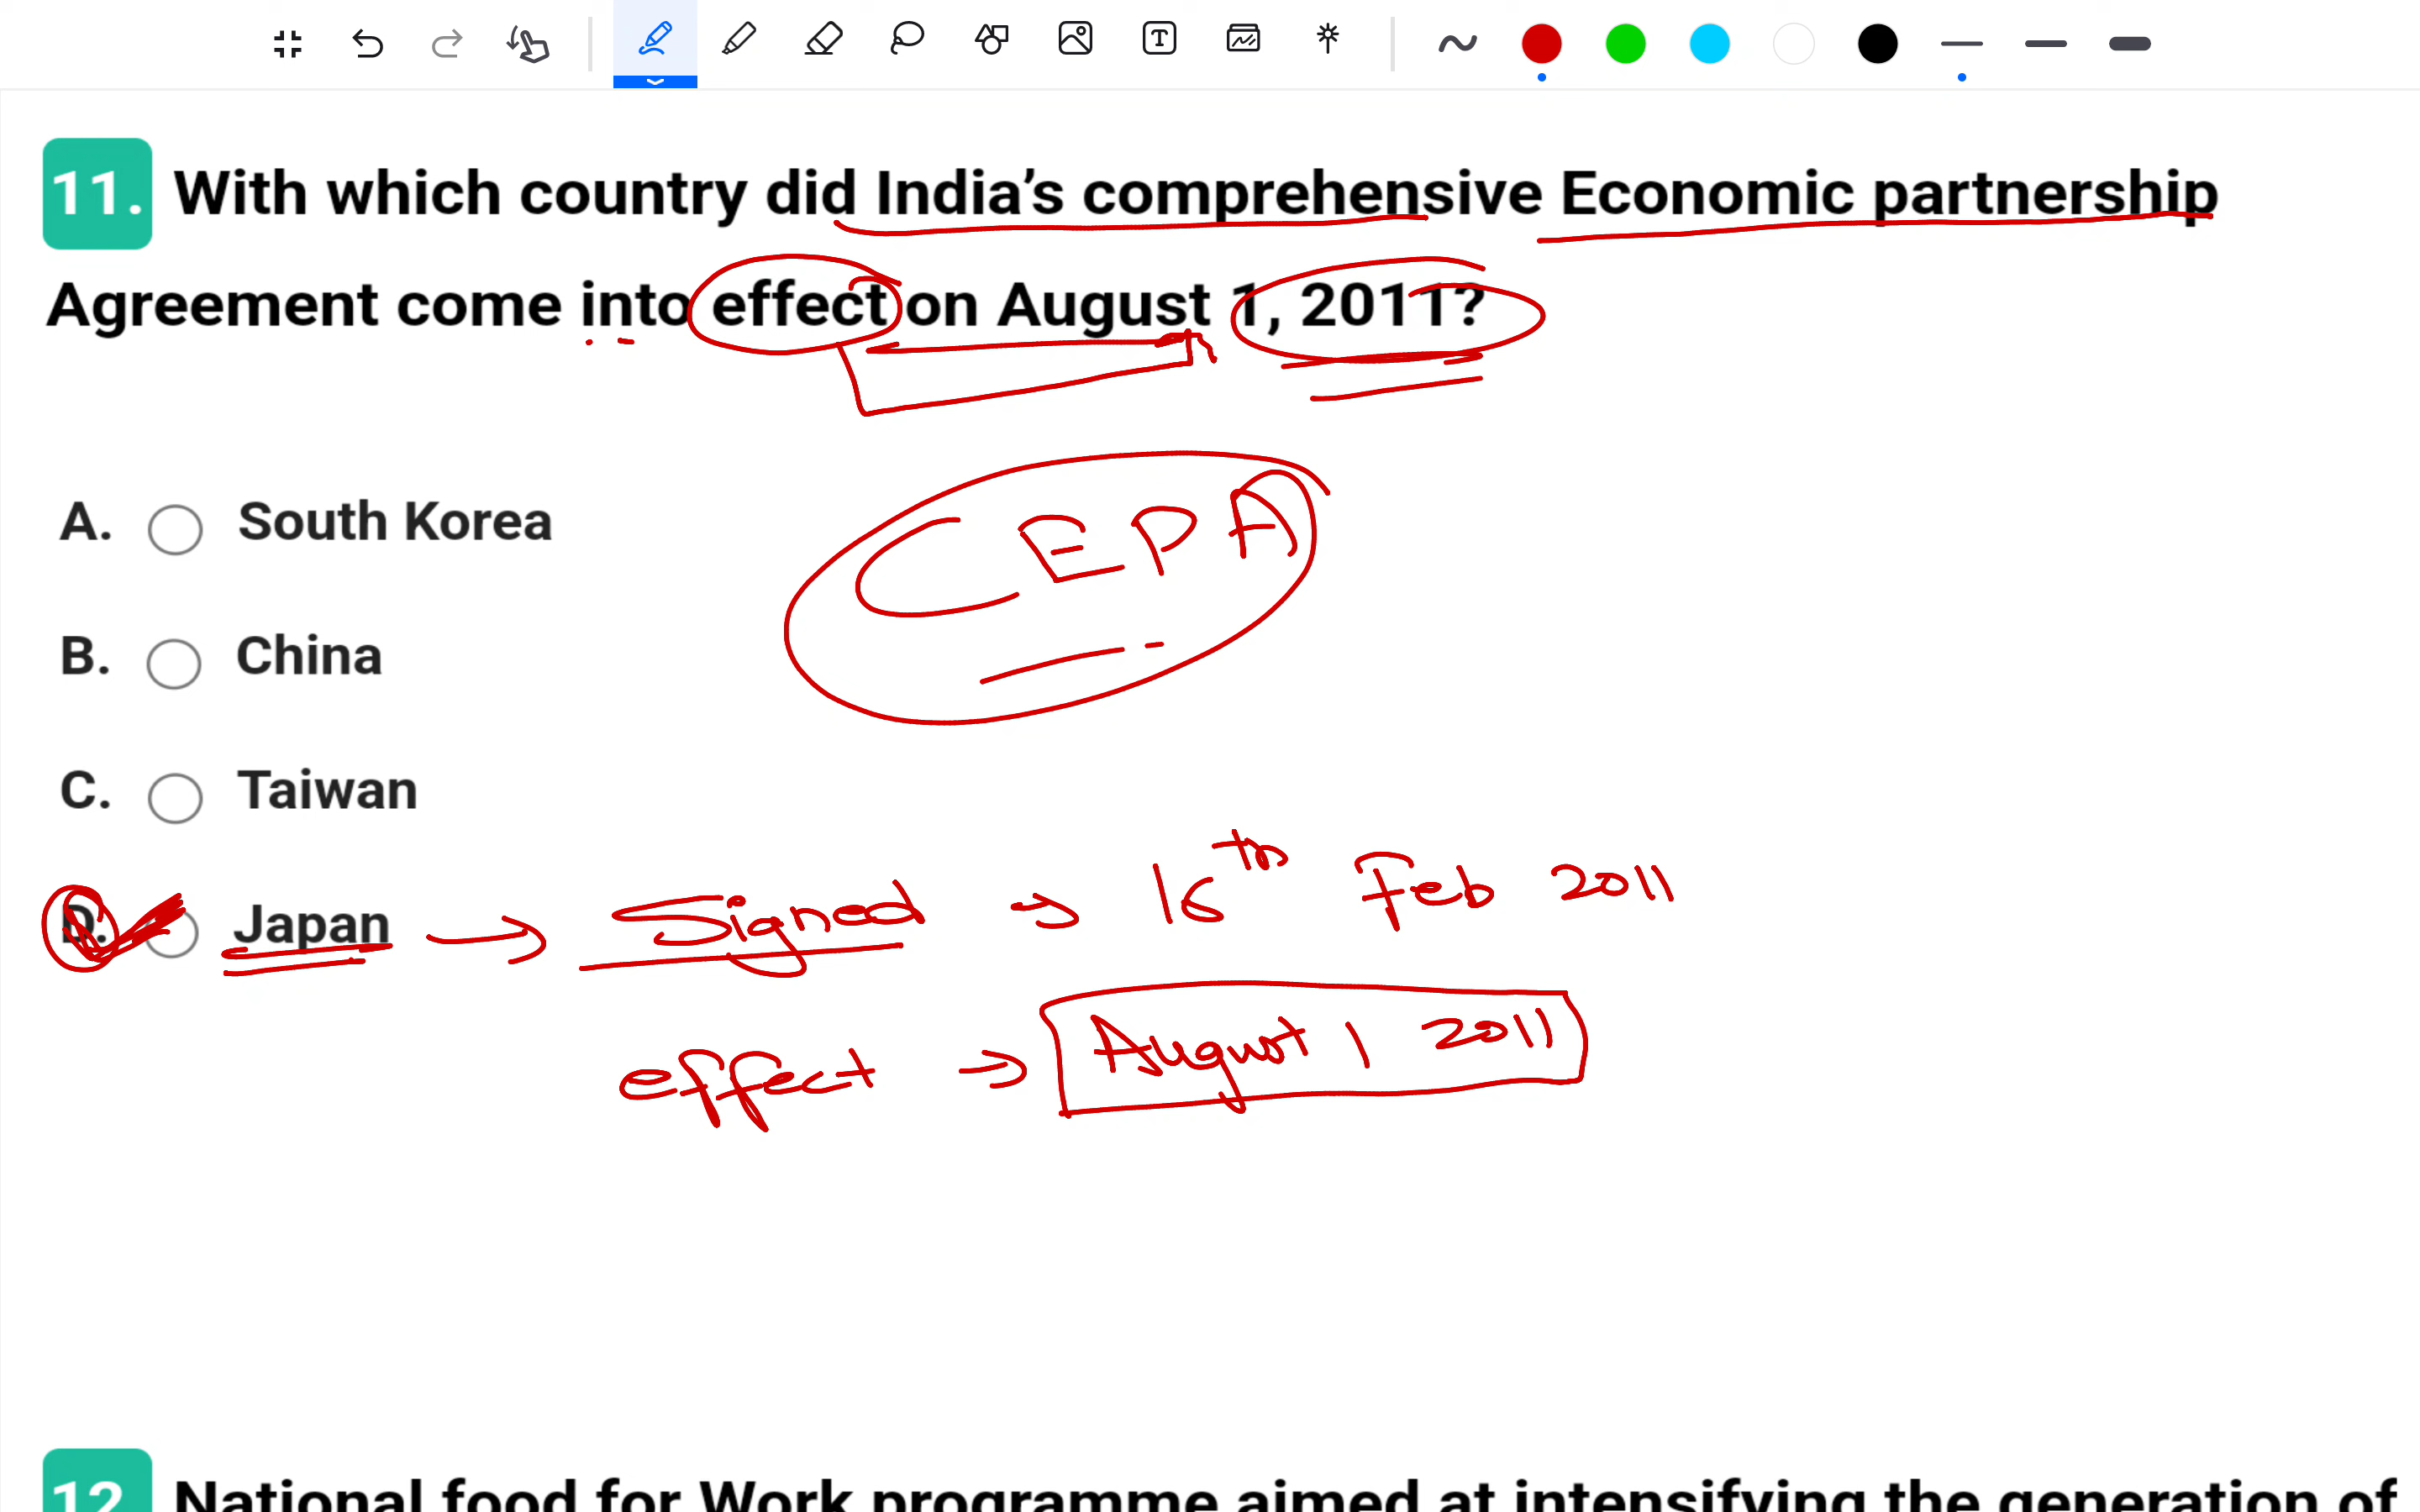 11. With which country did India's comprehensive Economic partnership
Agreement come into effect on August 1, 2011?
CEPA
A. South Korea
B. China
C. Taiwan
D. Japan → Signed → 16th Feb 2011
effect → August 1 2011
12. National food for Work programme aimed at intensifying the generation of